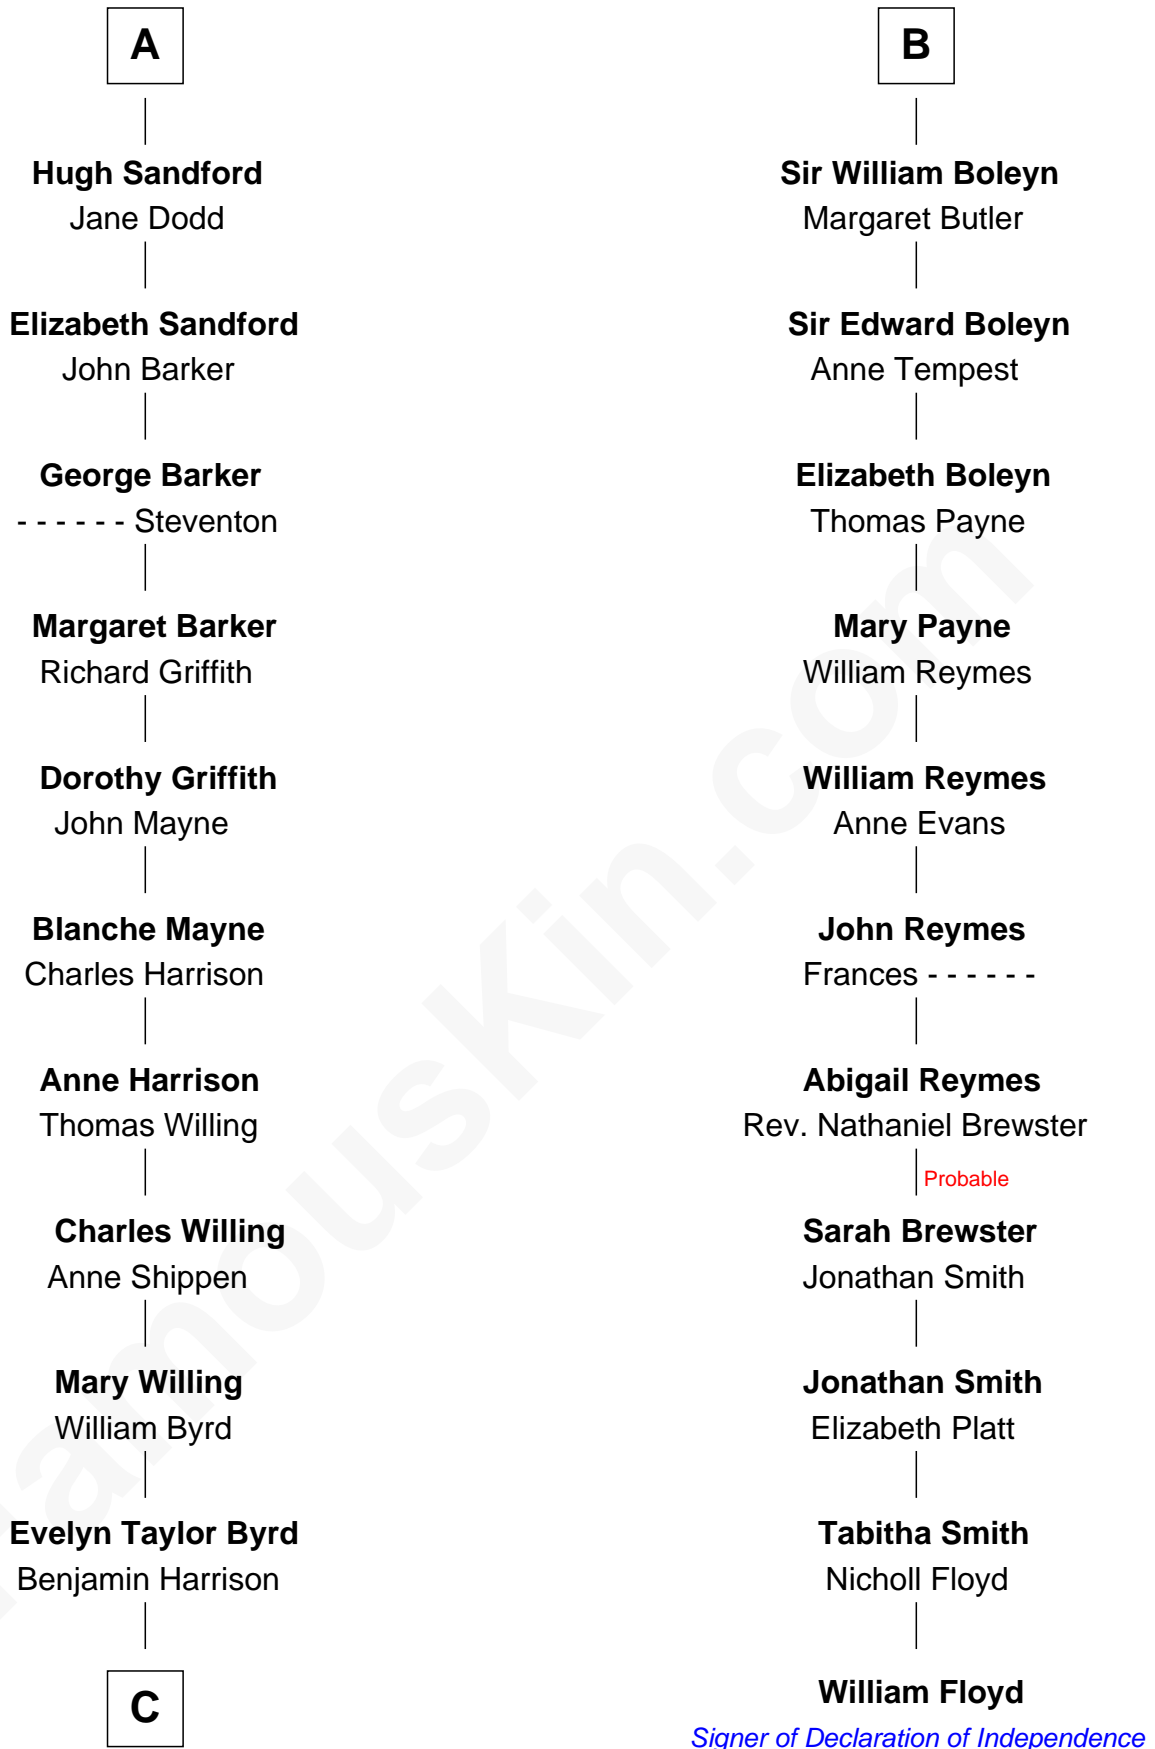 A
Hugh Sandford
Jane Dodd
Elizabeth Sandford
John Barker
George Barker
- - - - - - Steventon
Margaret Barker
Richard Griffith
Dorothy Griffith
John Mayne
Blanche Mayne
Charles Harrison
Anne Harrison
Thomas Willing
Charles Willing
Anne Shippen
Mary Willing
William Byrd
Evelyn Taylor Byrd
Benjamin Harrison
C
B
Sir William Boleyn
Margaret Butler
Sir Edward Boleyn
Anne Tempest
Elizabeth Boleyn
Thomas Payne
Mary Payne
William Reymes
William Reymes
Anne Evans
John Reymes
Frances - - - - - -
Abigail Reymes
Rev. Nathaniel Brewster
Probable
Sarah Brewster
Jonathan Smith
Jonathan Smith
Elizabeth Platt
Tabitha Smith
Nicholl Floyd
William Floyd
Signer of Declaration of Independence
FamousKin.com